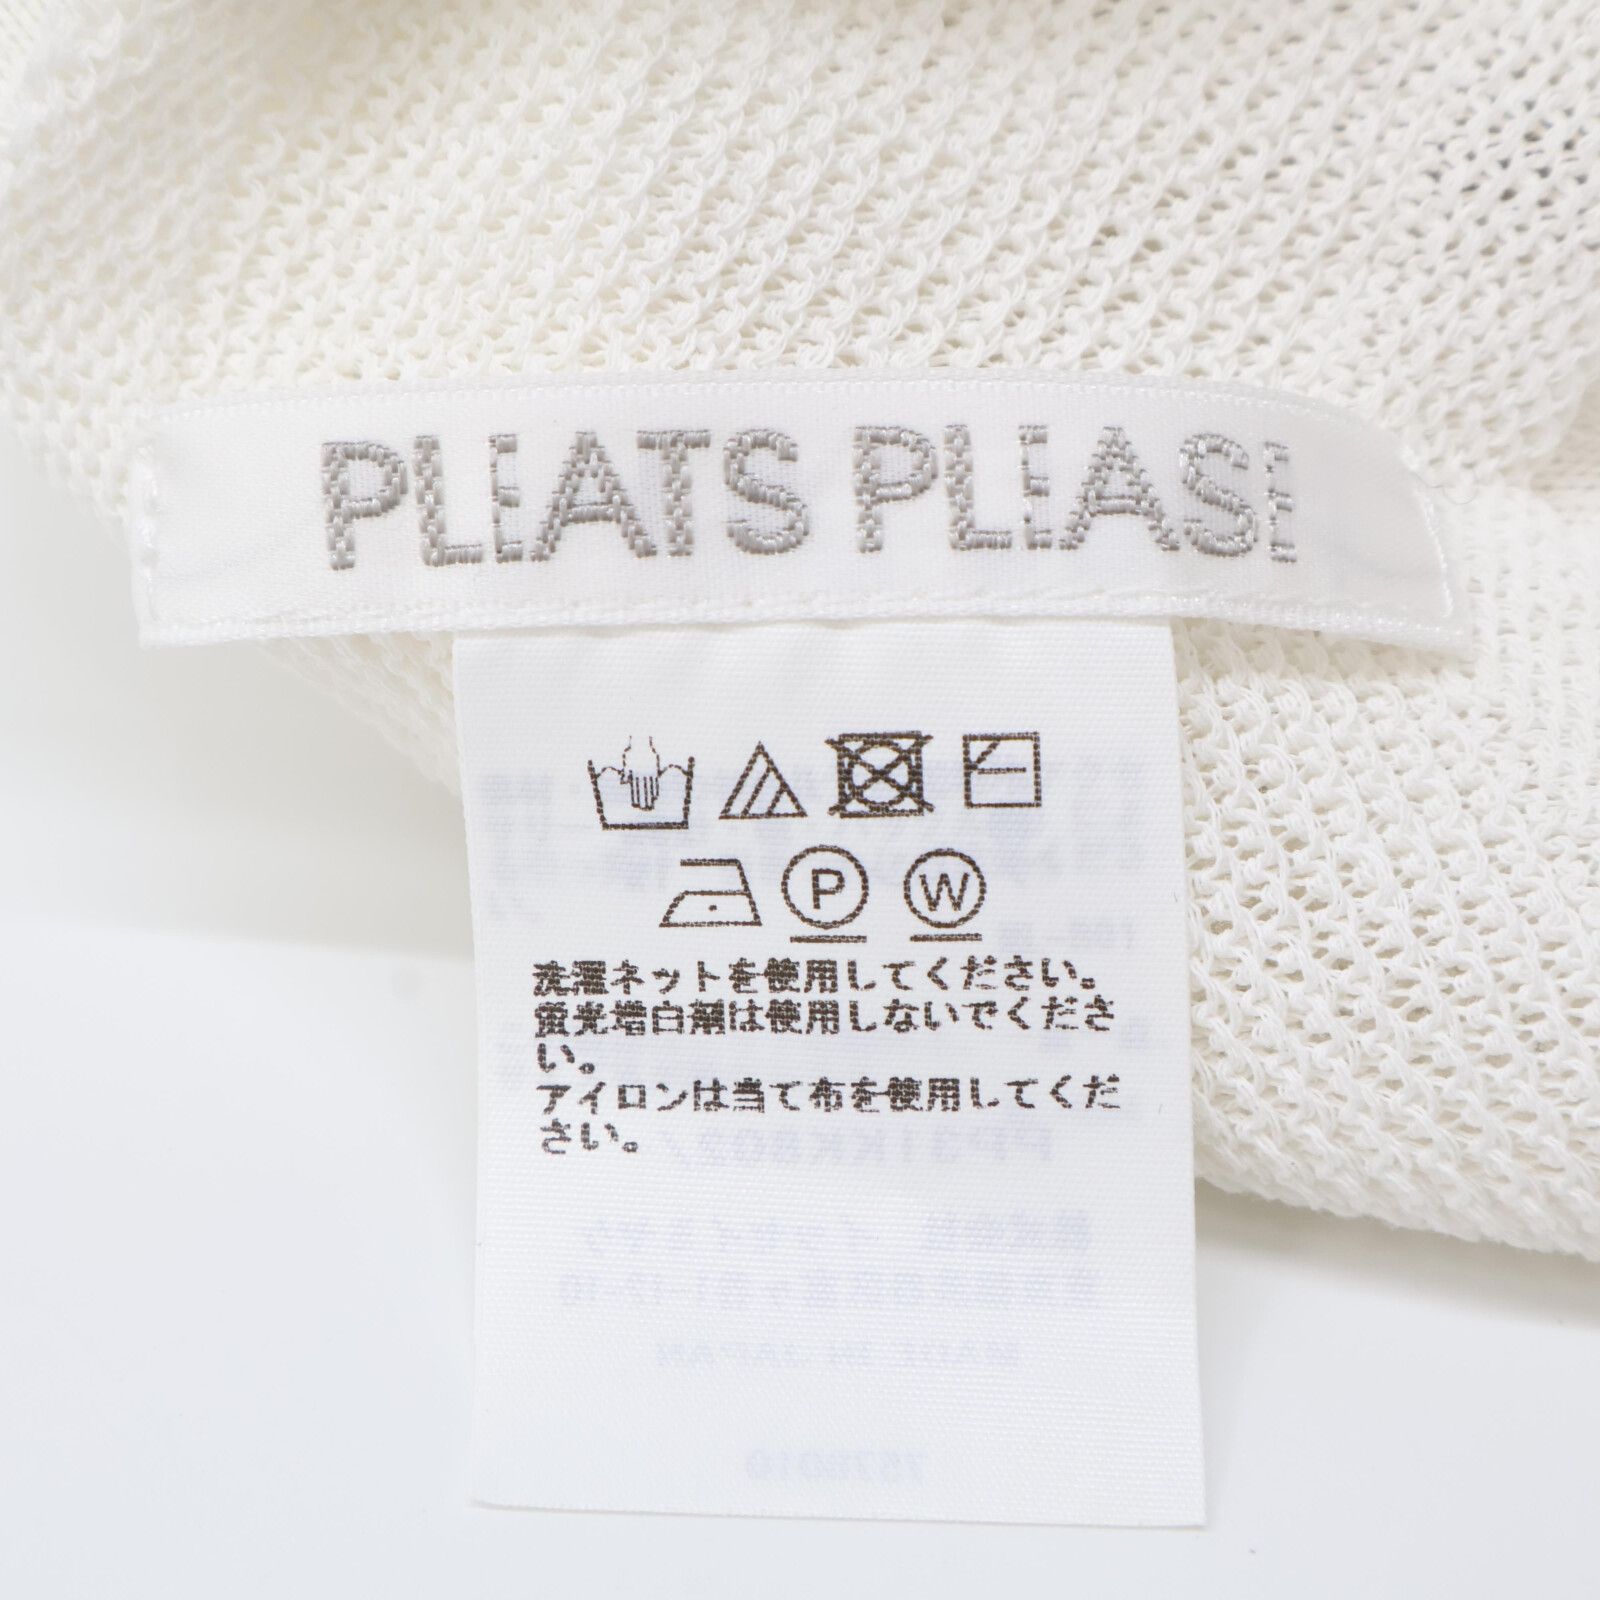 PLEATS PLEASE
P W
洗濯ネットを使用してください。
蛍光増白剤は使用しないでくださ
い。
アイロンは当て布を使用してくだ
さい。